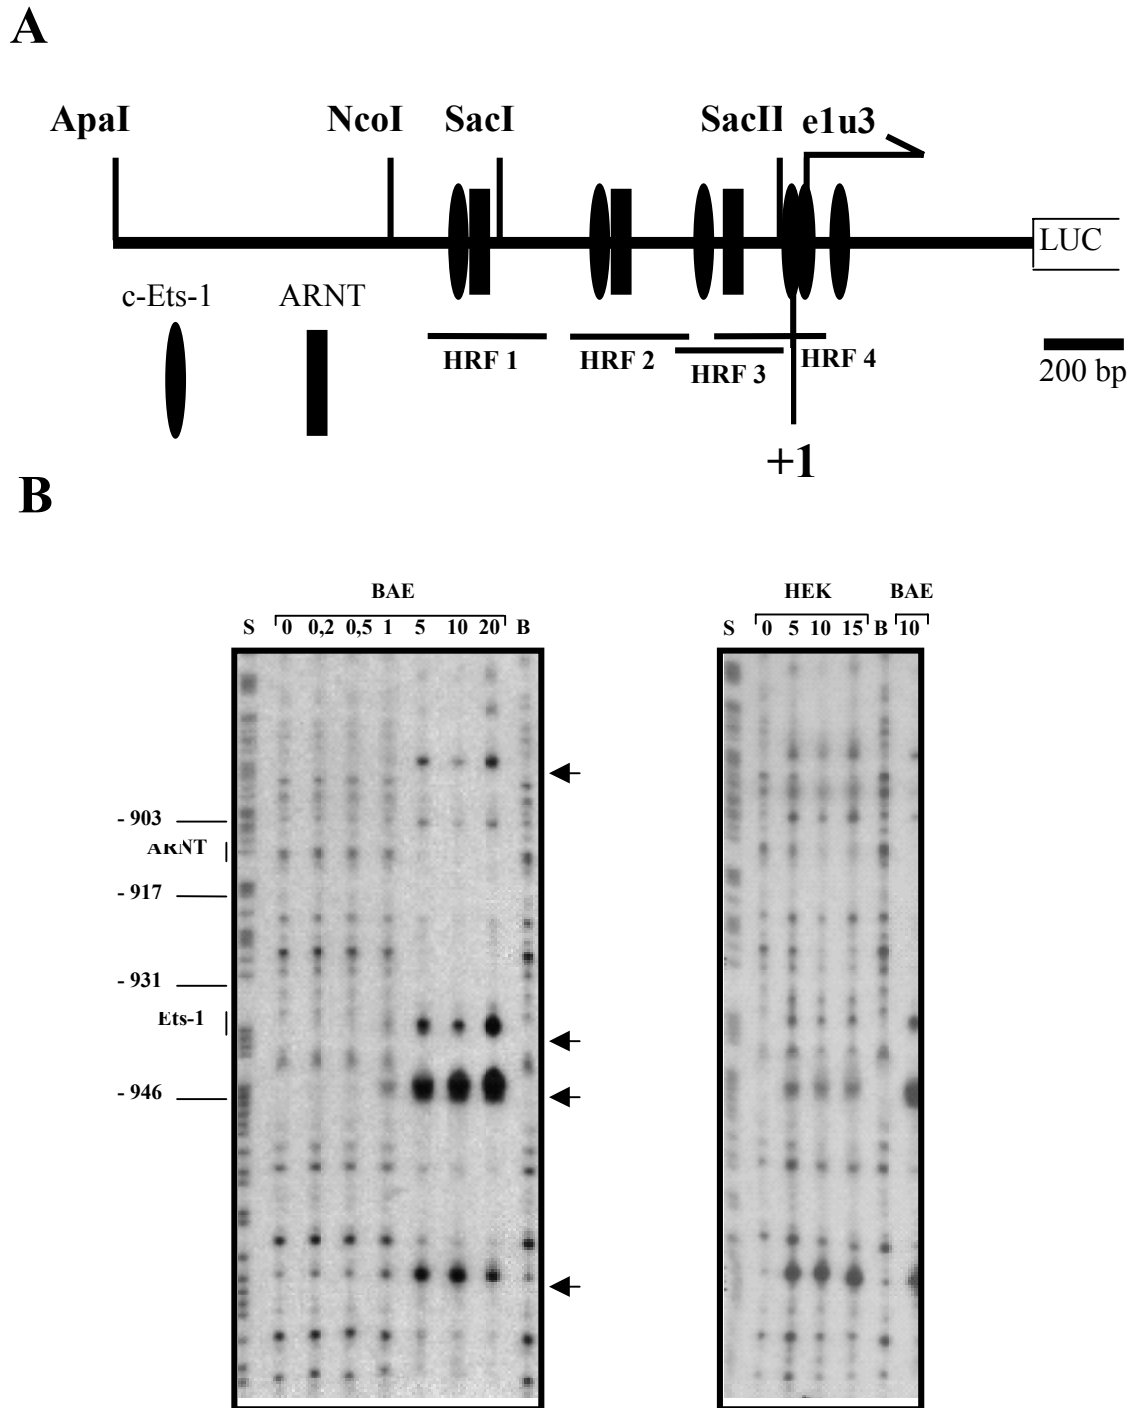 A
ApaI NcoI SacI SacII e1u3
LUC
c-Ets-1 ARNT
HRF 1 HRF 2 HRF 3 HRF 4
200 bp
+1
B
BAE
S 0 0,2 0,5 1 5 10 20 B
HEK BAE
S 0 5 10 15 B 10
- 903
ARNT
- 917
- 931
Ets-1
- 946